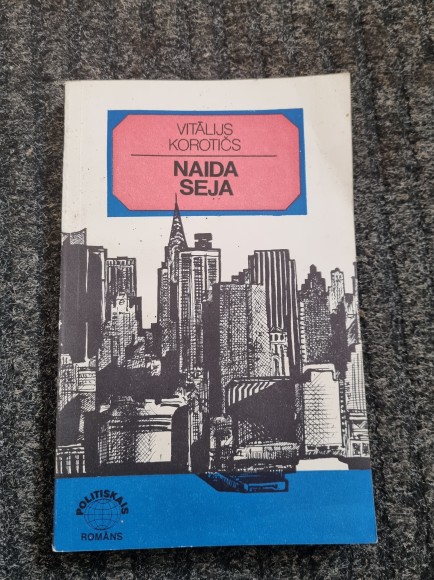 VITĀLIJS
KOROTIČS
NAIDA
SEJA
POLITISKAIS
ROMĀNS